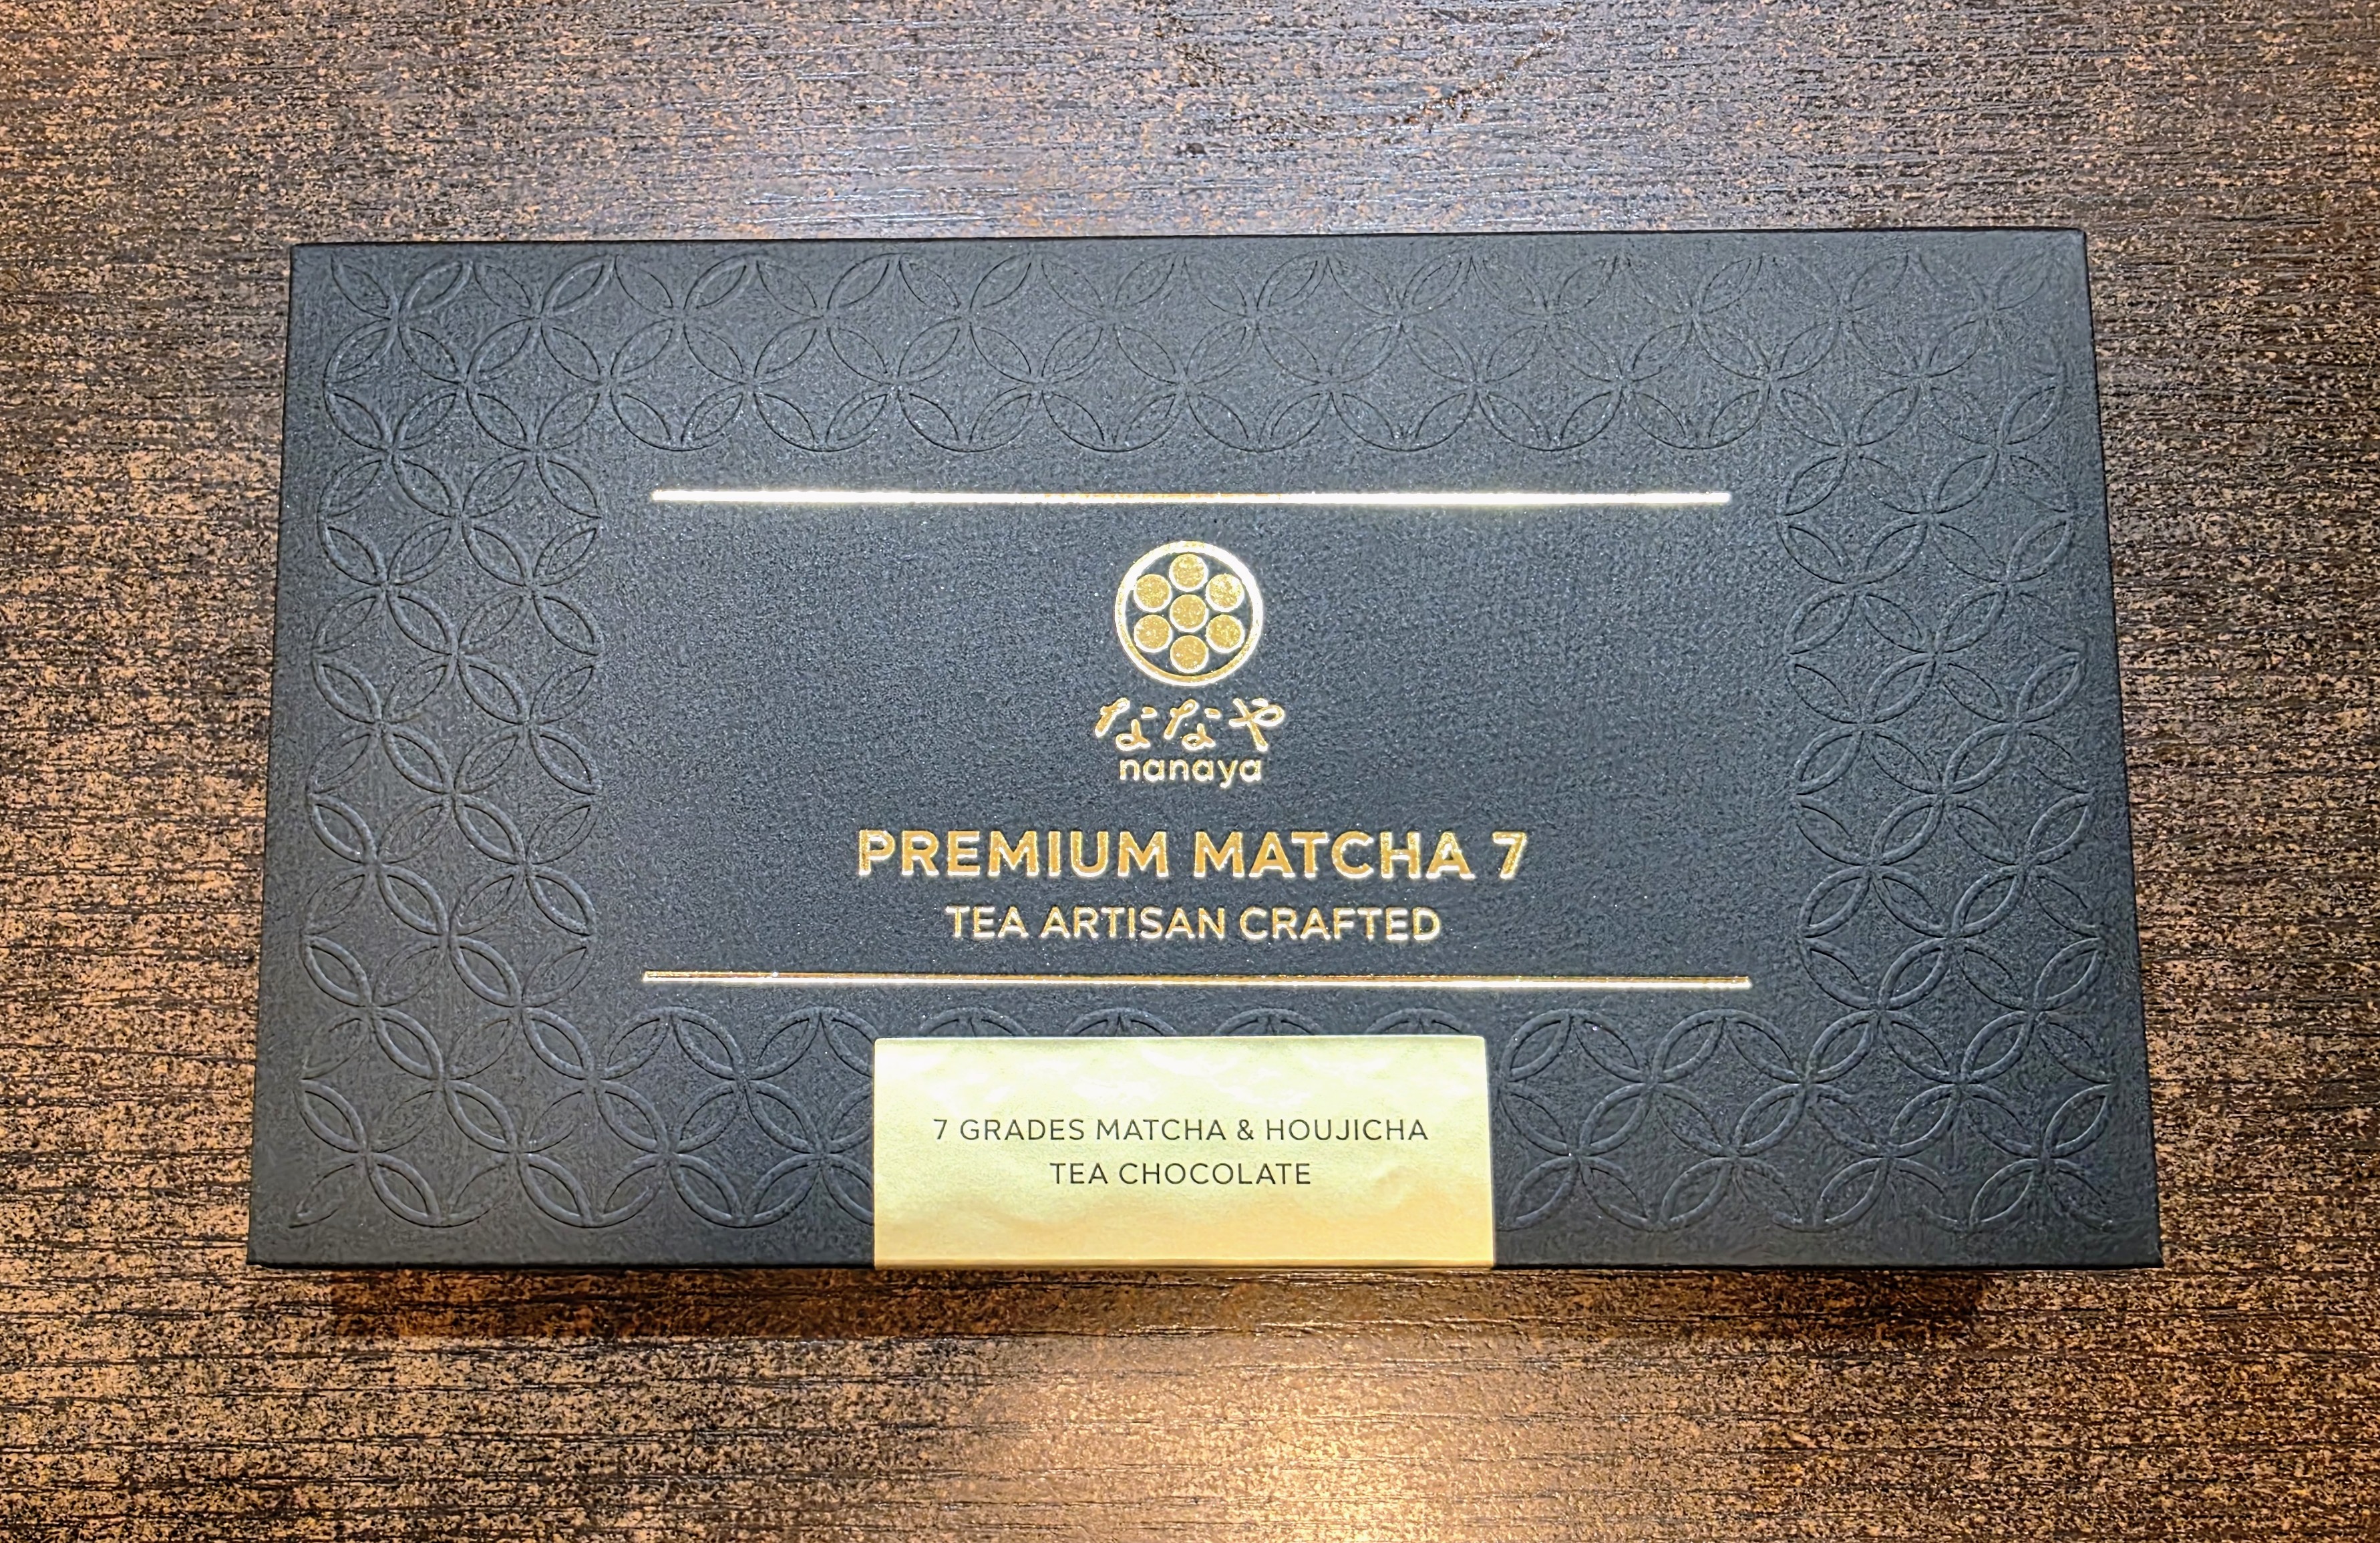 ななや
nanaya
PREMIUM MATCHA 7
TEA ARTISAN CRAFTED
7 GRADES MATCHA & HOUJICHA
TEA CHOCOLATE